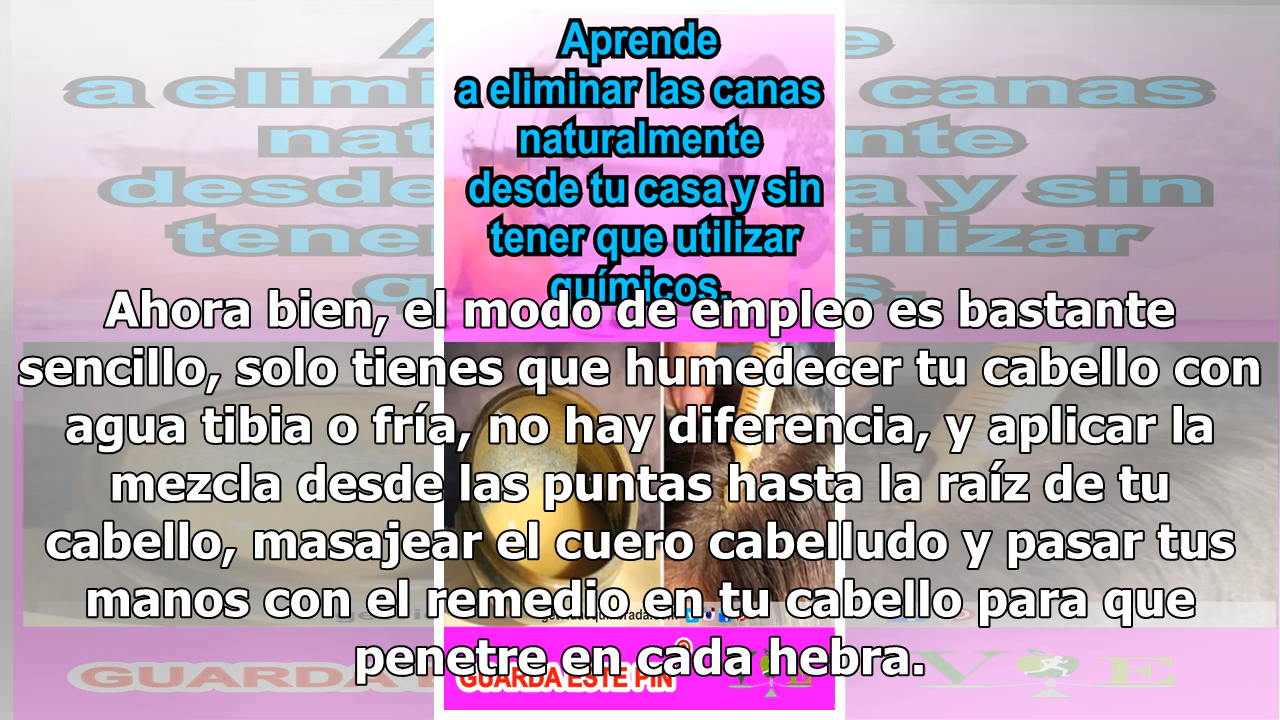 Aprende
a eliminar las canas
naturalmente
desde tu casa y sin
tener que utilizar
químicos.
Ahora bien, el modo de empleo es bastante
sencillo, solo tienes que humedecer tu cabello con
agua tibia o fría, no hay diferencia, y aplicar la
mezcla desde las puntas hasta la raíz de tu
cabello, masajear el cuero cabelludo y pasar tus
manos con el remedio en tu cabello para que
penetre en cada hebra.
GUARDA ESTE PIN